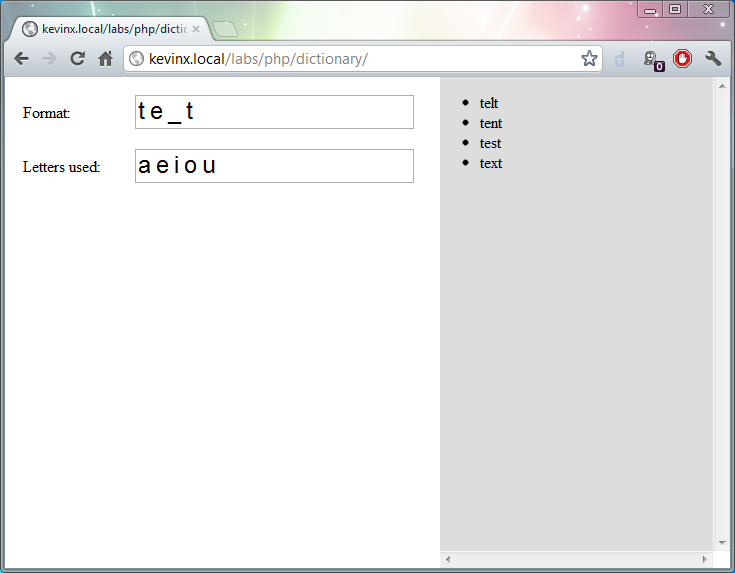 kevinx.local/labs/php/dictic
kevinx.local/labs/php/dictionary/
0
Format:
t e _ t
Letters used:
a e i o u
telt
tent
test
text